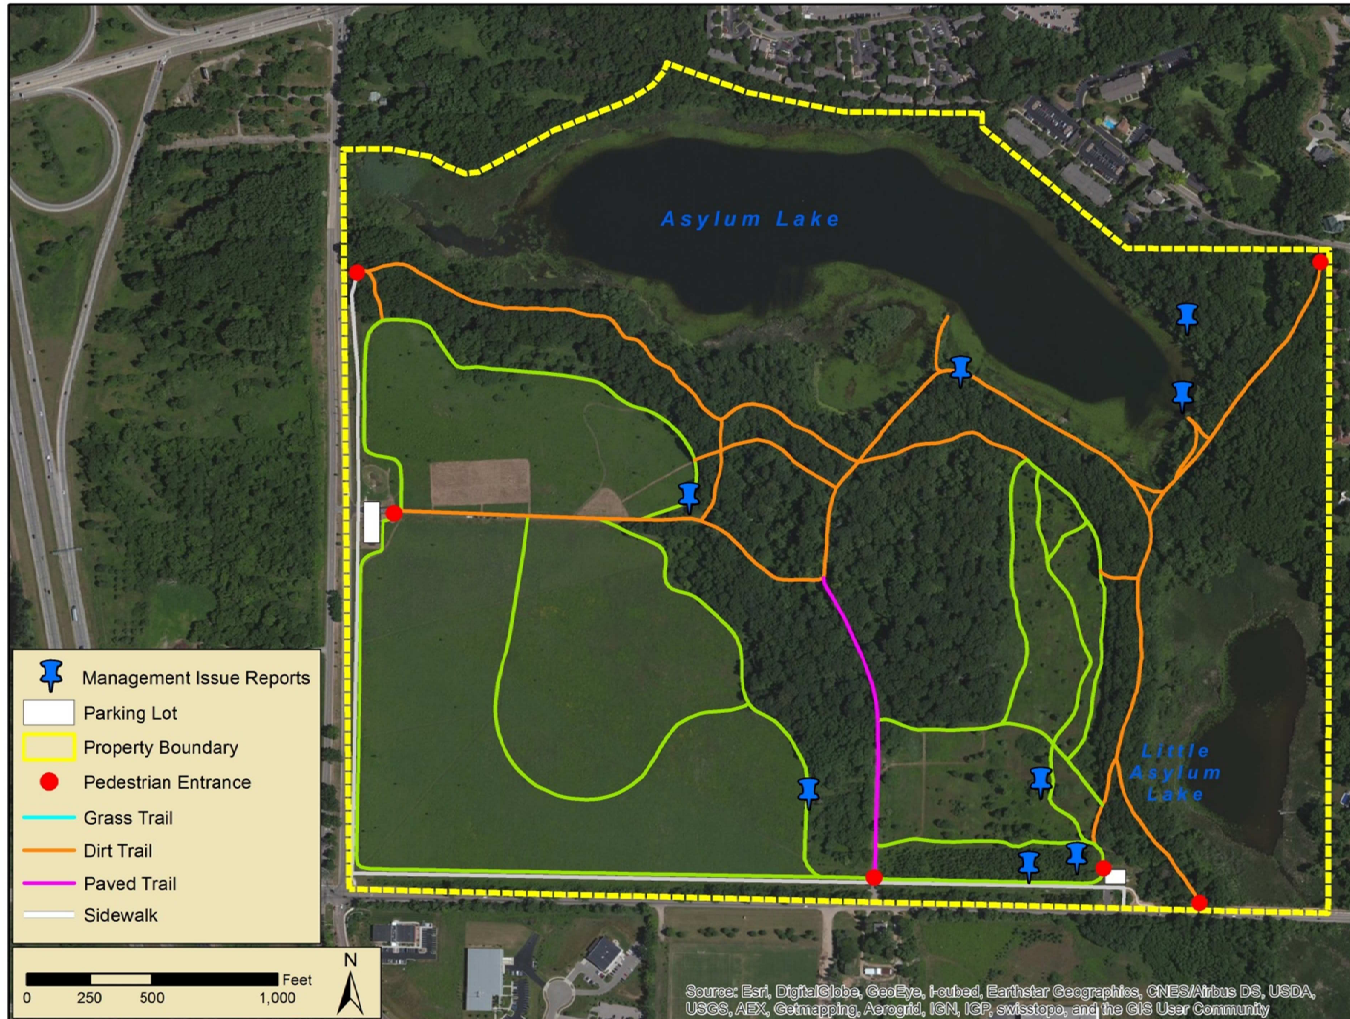 Asylum Lake
Little
Asylum
Lake
Management Issue Reports
Parking Lot
Property Boundary
Pedestrian Entrance
Grass Trail
Dirt Trail
Paved Trail
Sidewalk
N
Feet
0 250 500 1,000
Source: Esri, DigitalGlobe, GeoEye, i-cubed, Earthstar Geographics, CNES/Airbus DS, USDA,
USGS, AEX, Getmapping, Aerogrid, IGN, IGP, swisstopo, and the GIS User Community